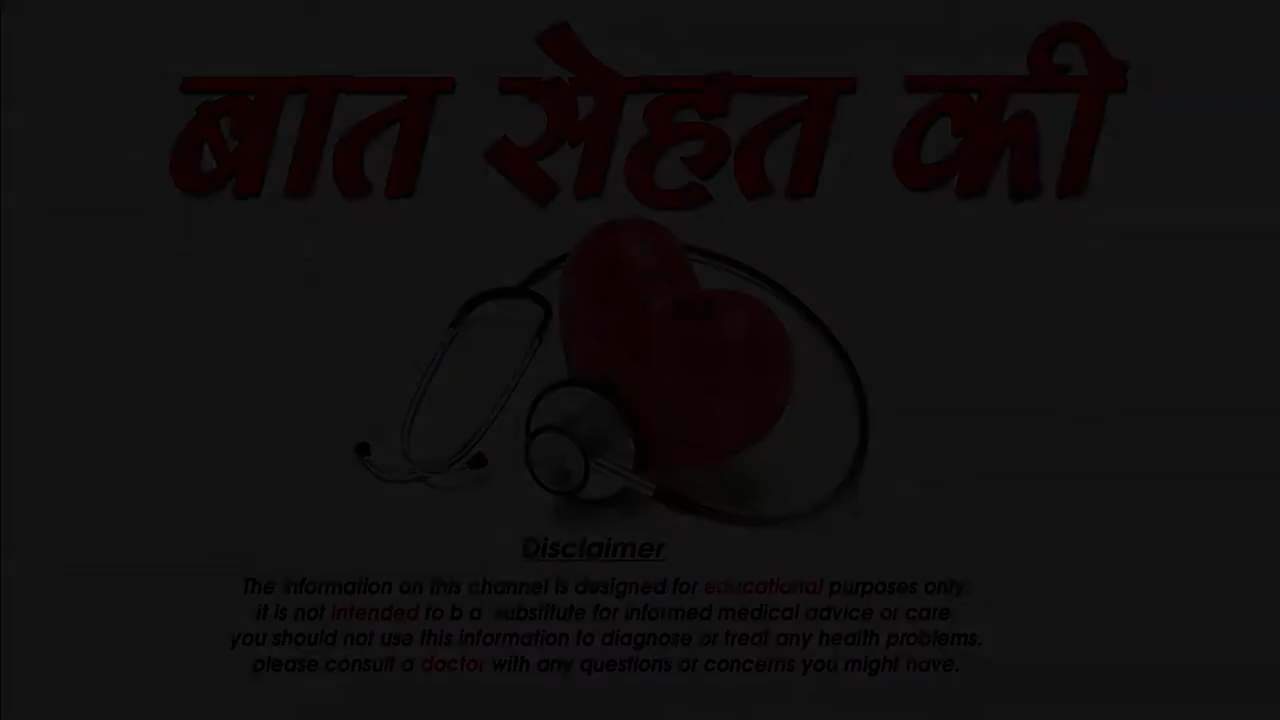 बात सेहत की
Disclaimer
The information on this channel is designed for educational purposes only
it is not intended to b a substitute for informed medical advice or care
you should not use this information to diagnose or treat any health problems.
please consult a doctor with any questions or concerns you might have.